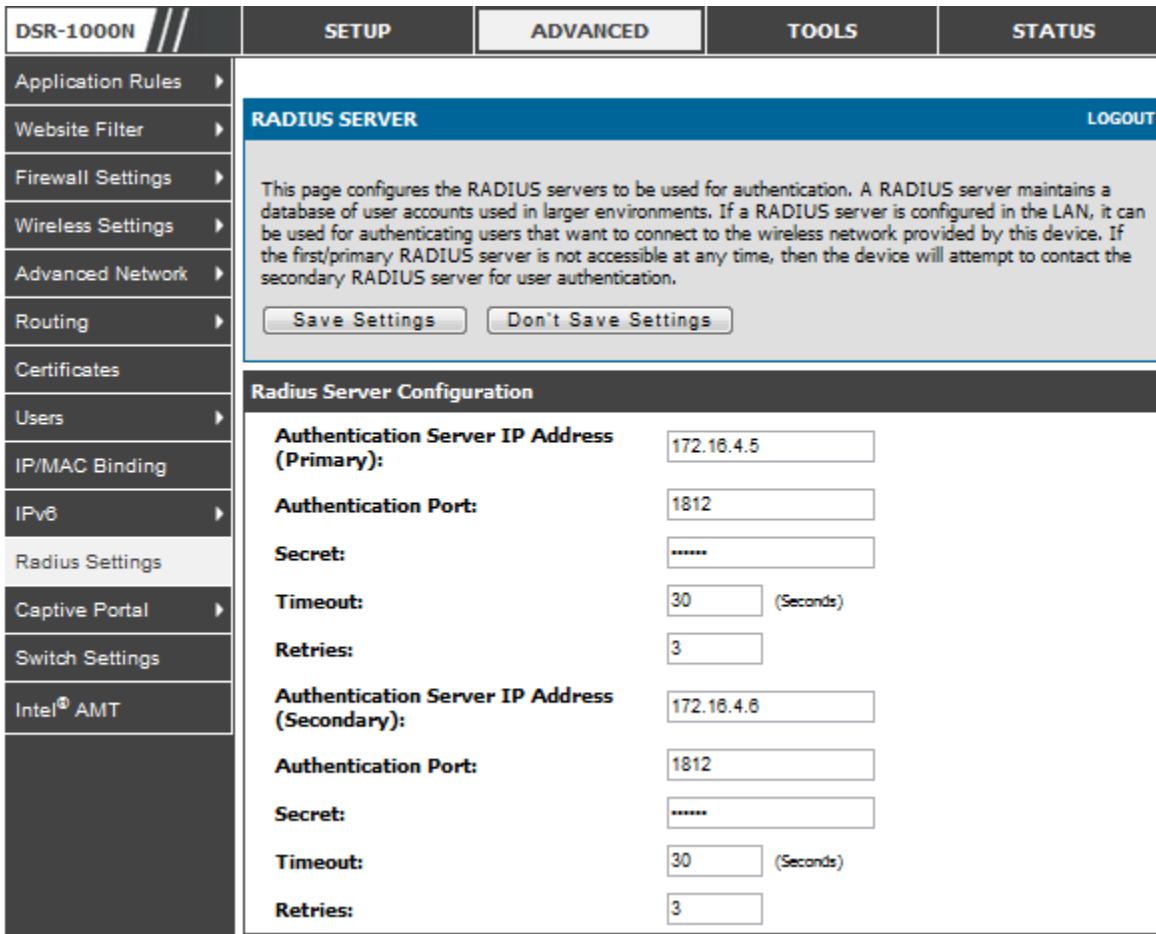 DSR-1000N
SETUP
ADVANCED
TOOLS
STATUS
Application Rules
Website Filter
Firewall Settings
Wireless Settings
Advanced Network
Routing
Certificates
Users
IP/MAC Binding
IPv6
Radius Settings
Captive Portal
Switch Settings
Intel® AMT
RADIUS SERVER
LOGOUT
This page configures the RADIUS servers to be used for authentication. A RADIUS server maintains a
database of user accounts used in larger environments. If a RADIUS server is configured in the LAN, it can
be used for authenticating users that want to connect to the wireless network provided by this device. If
the first/primary RADIUS server is not accessible at any time, then the device will attempt to contact the
secondary RADIUS server for user authentication.
Save Settings
Don't Save Settings
Radius Server Configuration
Authentication Server IP Address
(Primary):
172.16.4.5
Authentication Port:
1812
Secret:
••••••
Timeout:
30
(Seconds)
Retries:
3
Authentication Server IP Address
(Secondary):
172.16.4.6
Authentication Port:
1812
Secret:
••••••
Timeout:
30
(Seconds)
Retries:
3